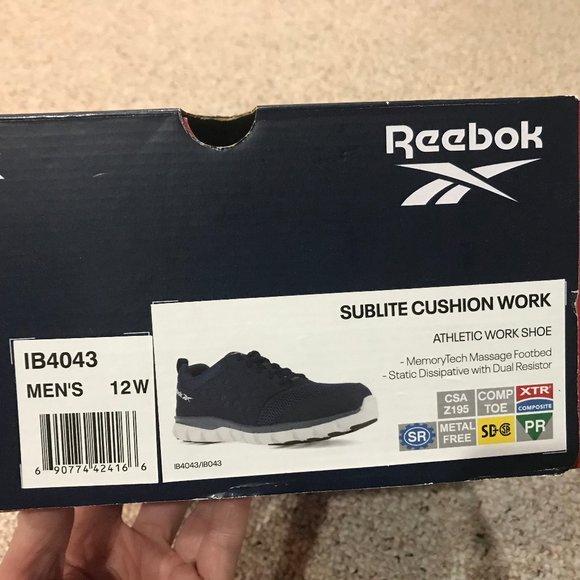 Reebok
SUBLITE CUSHION WORK
ATHLETIC WORK SHOE
- MemoryTech Massage Footbed
- Static Dissipative with Dual Resistor
IB4043
MEN'S 12W
6 90774 42416 6
IB4043/IB043
CSA Z195
COMP TOE
XTR COMPOSITE
SR
METAL FREE
SD
PR